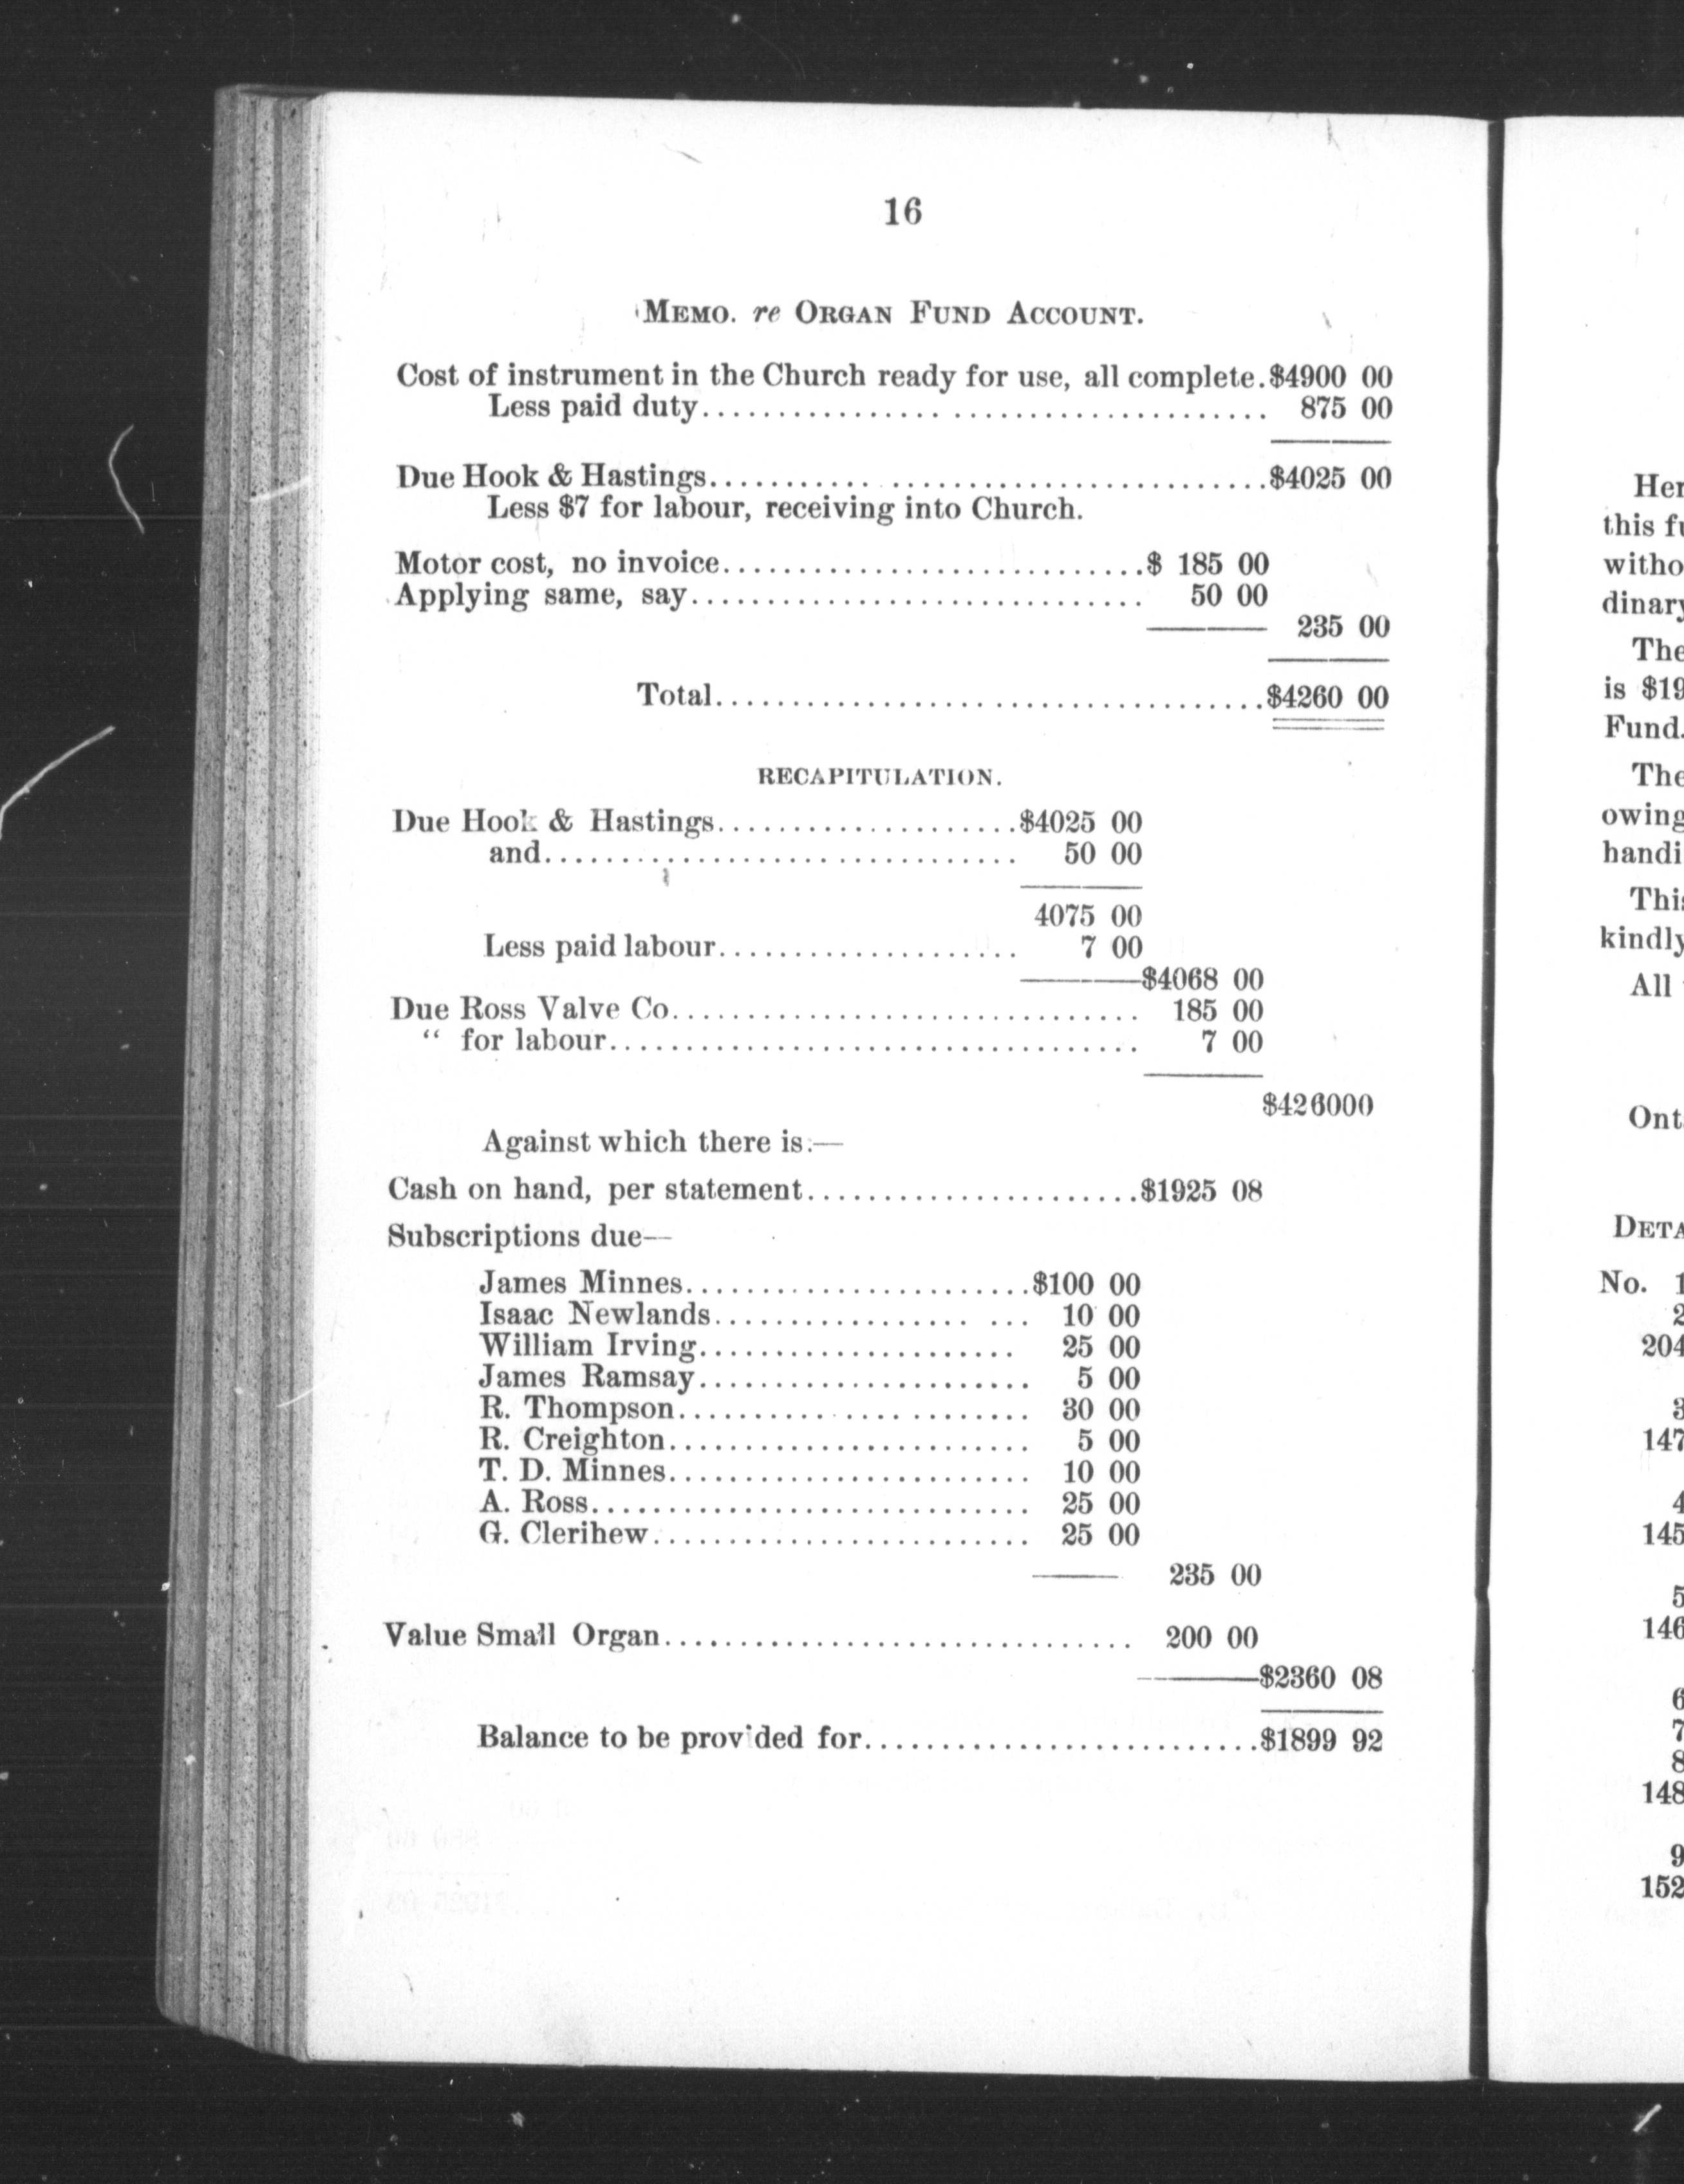 16
MEMO. re ORGAN FUND ACCOUNT.
Cost of instrument in the Church ready for use, all complete. $4900 00
Less paid duty.......... 875 00
Due Hook & Hastings.......... $4025 00
Less $7 for labour, receiving into Church.
Motor cost, no invoice.......... $ 185 00
Applying same, say.......... 50 00
235 00
Total.......... $4260 00
RECAPITULATION.
Due Hook & Hastings.......... $4025 00
and.......... 50 00
4075 00
Less paid labour.......... 7 00
$4068 00
Due Ross Valve Co.......... 185 00
“ for labour.......... 7 00
$426000
Against which there is:—
Cash on hand, per statement.......... $1925 08
Subscriptions due—
James Minnes.......... $100 00
Isaac Newlands.......... 10 00
William Irving.......... 25 00
James Ramsay.......... 5 00
R. Thompson.......... 30 00
R. Creighton.......... 5 00
T. D. Minnes.......... 10 00
A. Ross.......... 25 00
G. Clerihew.......... 25 00
235 00
Value Small Organ.......... 200 00
$2360 08
Balance to be provided for.......... $1899 92
Her
this fu
witho
dinary
The
is $19
Fund.
The
owing
handi
This
kindly
All
Ont
DETA
No. 1
2
204
3
147
4
145
5
146
6
7
8
148
9
152